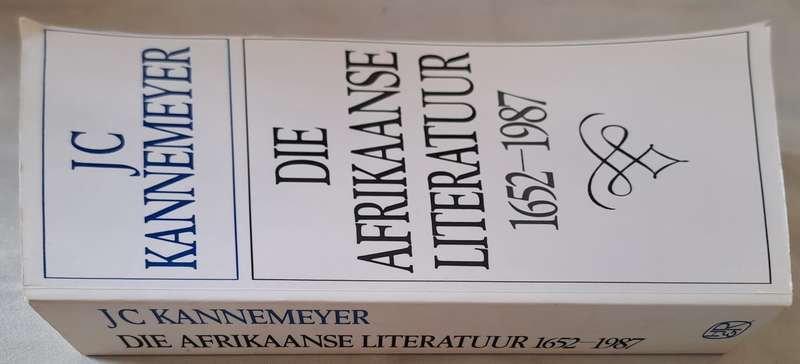 J C
KANNEMEYER
DIE
AFRIKAANSE
LITERATUUR
1652–1987
J C KANNEMEYER
DIE AFRIKAANSE LITERATUUR 1652–1987